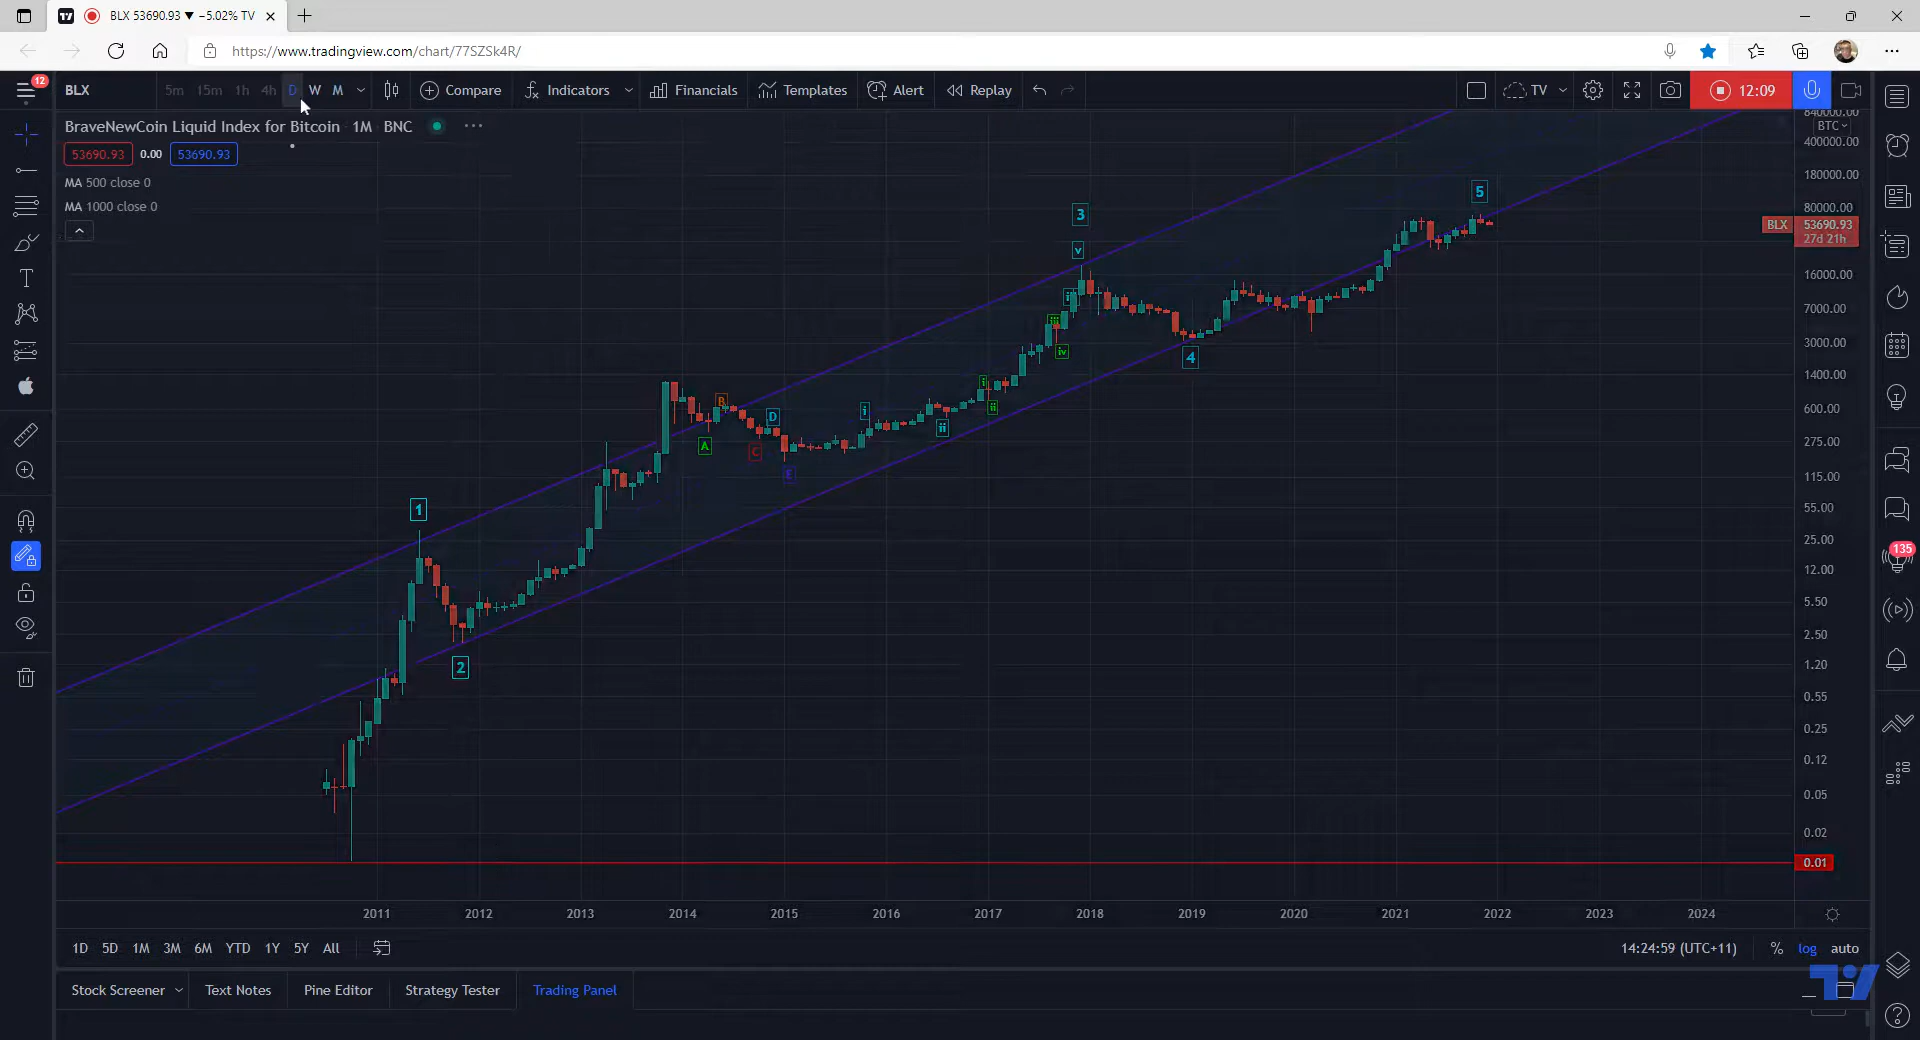 BLX 53690.93 ▼ −5.02% TV
https://www.tradingview.com/chart/77SZSk4R/
12
BLX 5m 15m 1h 4h D W M Compare Indicators Financials Templates Alert Replay TV 12:09
BraveNewCoin Liquid Index for Bitcoin 1M BNC
53690.93 0.00 53690.93
MA 500 close 0
MA 1000 close 0
BTC
840000.00
400000.00
180000.00
80000.00
BLX 53690.93
27d 21h
16000.00
7000.00
3000.00
1400.00
600.00
275.00
115.00
55.00
25.00
12.00
5.50
2.50
1.20
0.55
0.25
0.12
0.05
0.02
0.01
5
3
v
iii
iv
4
i
ii
B
D
i
A
C
ii
E
1
2
135
2011 2012 2013 2014 2015 2016 2017 2018 2019 2020 2021 2022 2023 2024
1D 5D 1M 3M 6M YTD 1Y 5Y All 14:24:59 (UTC+11) % log auto
Stock Screener Text Notes Pine Editor Strategy Tester Trading Panel